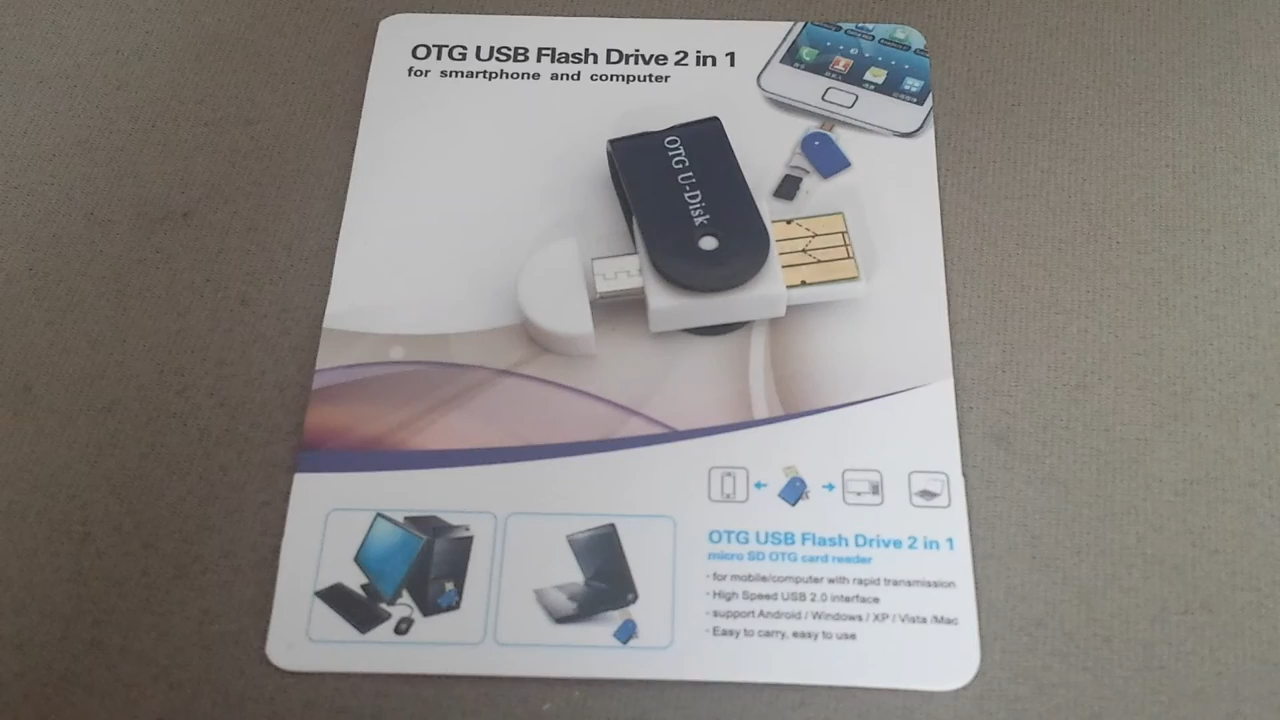 OTG USB Flash Drive 2 in 1
for smartphone and computer
OTG U-Disk
OTG USB Flash Drive 2 in 1
micro SD OTG card reeder
· for mobile/computer with rapid transmission
· High Speed USB 2.0 interface
· support Android / Windows / XP / Vista /Mac
· Easy to carry, easy to use